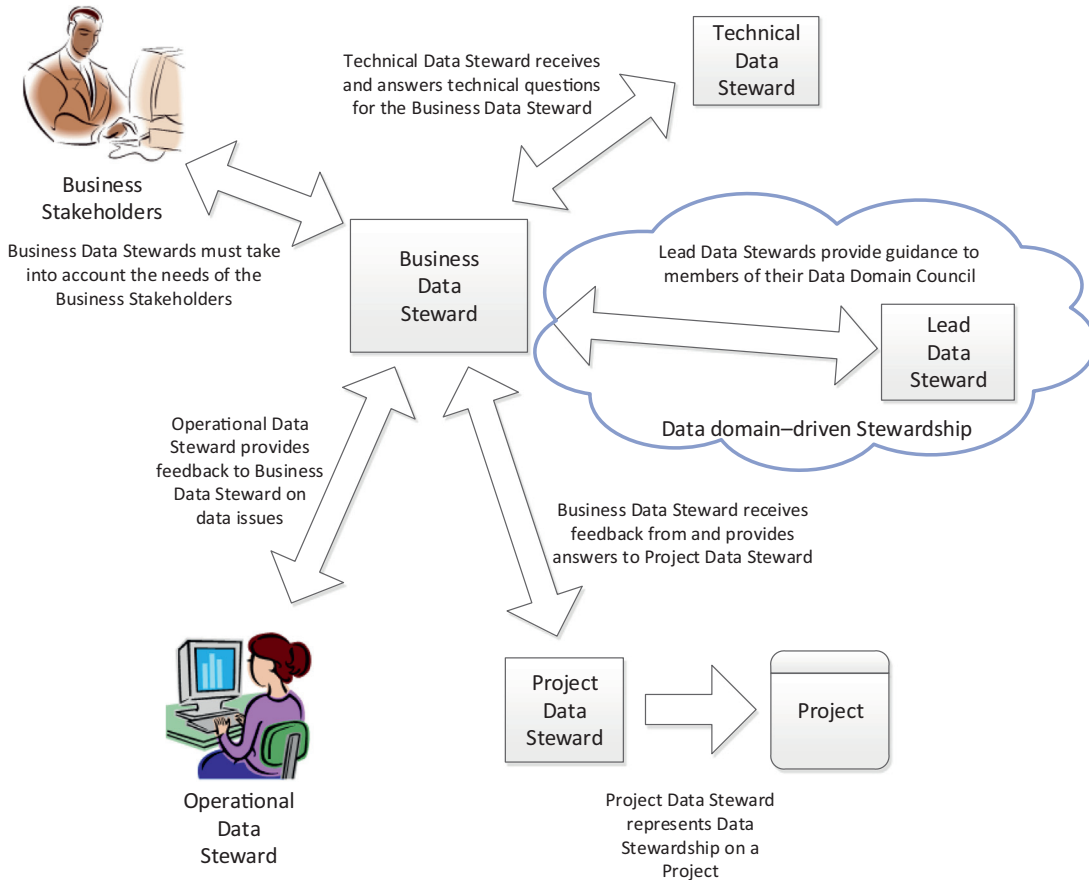 Technical
Data
Steward
Technical Data Steward receives
and answers technical questions
for the Business Data Steward
Business
Stakeholders
Business Data Stewards must take
into account the needs of the
Business Stakeholders
Business
Data
Steward
Lead Data Stewards provide guidance to
members of their Data Domain Council
Lead
Data
Steward
Data domain–driven Stewardship
Operational Data
Steward provides
feedback to Business
Data Steward on
data issues
Business Data Steward receives
feedback from and provides
answers to Project Data Steward
Operational
Data
Steward
Project
Data
Steward
Project
Project Data Steward
represents Data
Stewardship on a
Project